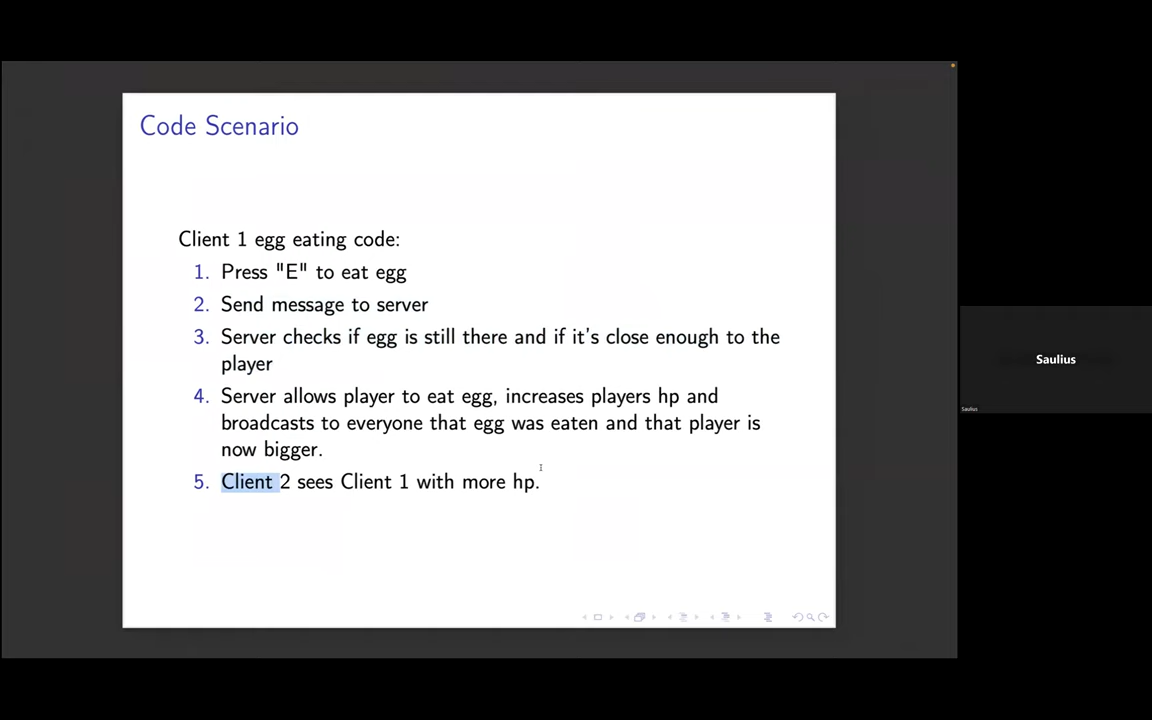 Code Scenario
Client 1 egg eating code:
1. Press "E" to eat egg
2. Send message to server
3. Server checks if egg is still there and if it's close enough to the
player
4. Server allows player to eat egg, increases players hp and
broadcasts to everyone that egg was eaten and that player is
now bigger.
5. Client 2 sees Client 1 with more hp.
Saulius
Saulius